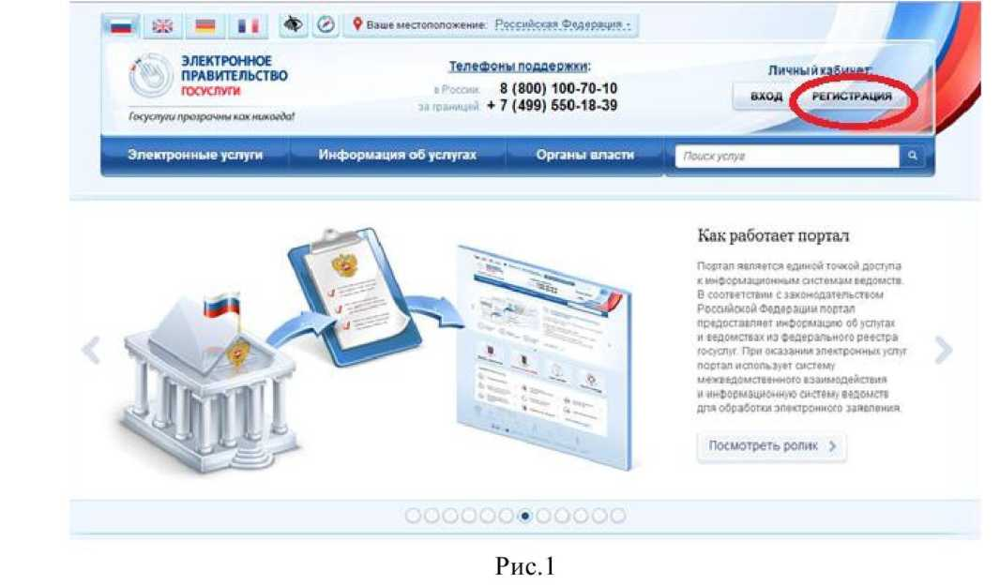 Ваше местоположение: Российская Федерация
ЭЛЕКТРОННОЕ
ПРАВИТЕЛЬСТВО
ГОСУСЛУГИ
Госуслуги прозрачны как никогда!
Телефоны поддержки:
в России: 8 (800) 100-70-10
за границей: + 7 (499) 550-18-39
Личный кабинет:
ВХОД РЕГИСТРАЦИЯ
Электронные услуги Информация об услугах Органы власти Поиск услуг
Как работает портал
Портал является единой точкой доступа
к информационным системам ведомств.
В соответствии с законодательством
Российской Федерации портал
предоставляет информацию об услугах
и ведомствах из федерального реестра
госуслуг. При оказании электронных услуг
портал использует систему
межведомственного взаимодействия
и информационную систему ведомств
для обработки электронного заявления.
Посмотреть ролик
Рис.1